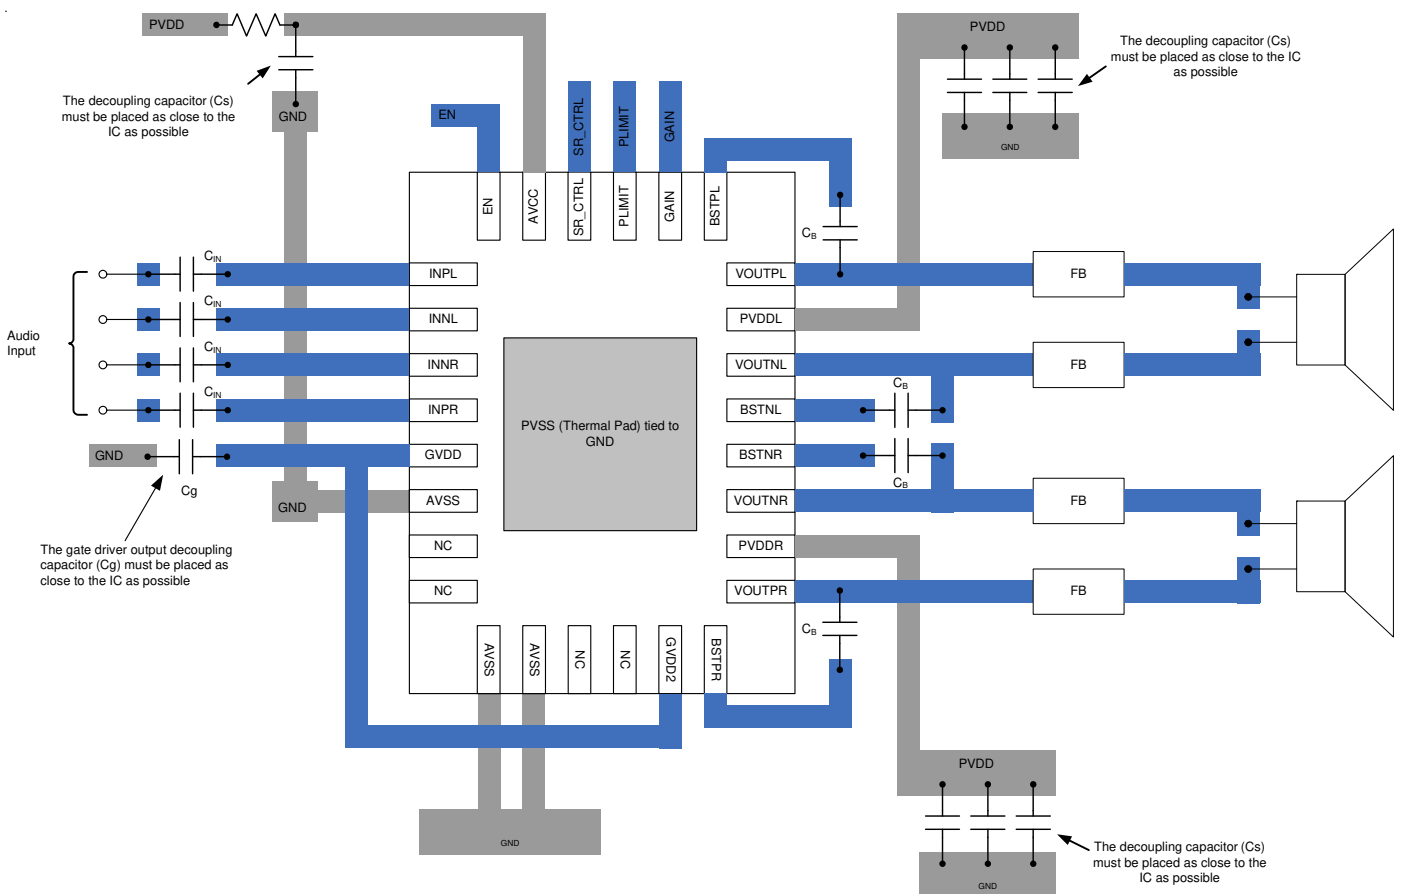 PVDD
The decoupling capacitor (Cs)
must be placed as close to the
IC as possible
GND
EN
SR_CTRL
PLIMIT
GAIN
PVDD
The decoupling capacitor (Cs)
must be placed as close to the IC
as possible
GND
EN
AVCC
SR_CTRL
PLIMIT
GAIN
BSTPL
CB
Audio
Input
CIN
CIN
CIN
CIN
GND
Cg
The gate driver output decoupling
capacitor (Cg) must be placed as
close to the IC as possible
GND
INPL
INNL
INNR
INPR
GVDD
AVSS
NC
NC
PVSS (Thermal Pad) tied to
GND
VOUTPL
PVDDL
VOUTNL
BSTNL
BSTNR
VOUTNR
PVDDR
VOUTPR
CB
CB
CB
FB
FB
FB
FB
AVSS
AVSS
NC
NC
GVDD2
BSTPR
GND
PVDD
The decoupling capacitor (Cs)
must be placed as close to the
IC as possible
GND